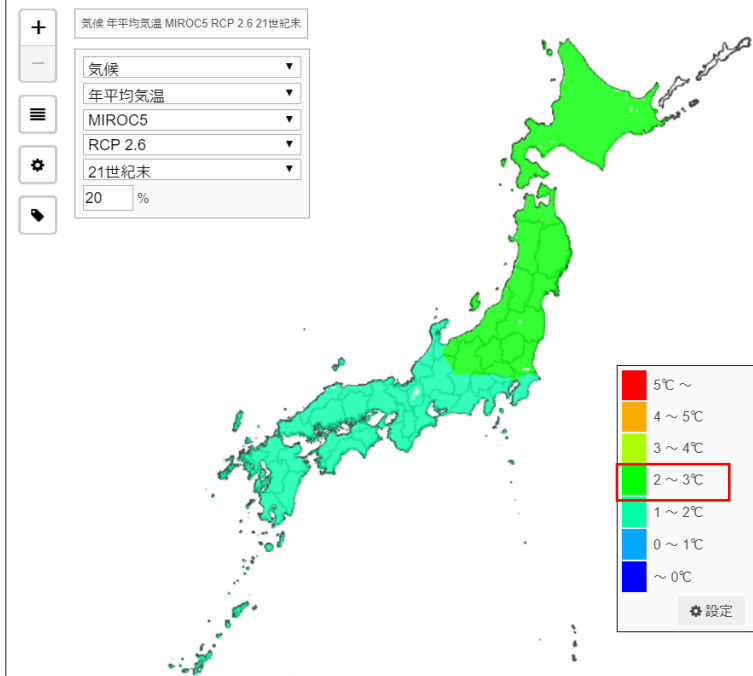 気候 年平均気温 MIROC5 RCP 2.6 21世紀末
気候
年平均気温
MIROC5
RCP 2.6
21世紀末
20 %
5℃ ～
4 ～ 5℃
3 ～ 4℃
2 ～ 3℃
1 ～ 2℃
0 ～ 1℃
～ 0℃
設定